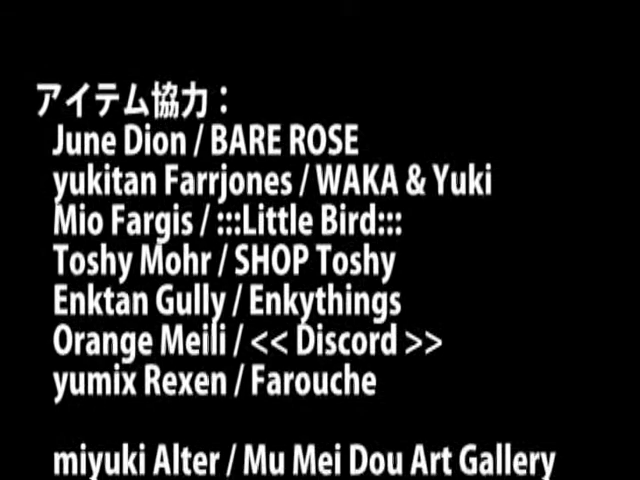 アイテム協力：
June Dion / BARE ROSE
yukitan Farrjones / WAKA & Yuki
Mio Fargis / :::Little Bird:::
Toshy Mohr / SHOP Toshy
Enktan Gully / Enkythings
Orange Meili / << Discord >>
yumix Rexen / Farouche
miyuki Alter / Mu Mei Dou Art Gallery